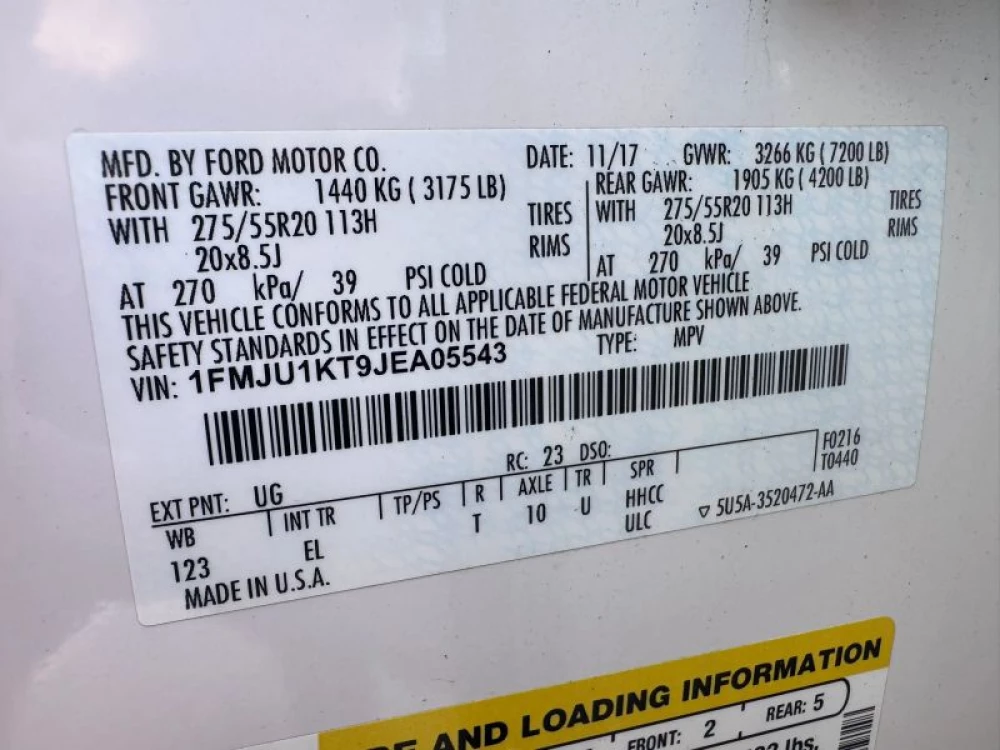 MFD. BY FORD MOTOR CO. DATE: 11/17 GVWR: 3266 KG ( 7200 LB)
FRONT GAWR: 1440 KG ( 3175 LB) REAR GAWR: 1905 KG ( 4200 LB)
WITH 275/55R20 113H TIRES WITH 275/55R20 113H TIRES
20x8.5J RIMS 20x8.5J RIMS
AT 270 kPa/ 39 PSI COLD AT 270 kPa/ 39 PSI COLD
THIS VEHICLE CONFORMS TO ALL APPLICABLE FEDERAL MOTOR VEHICLE
SAFETY STANDARDS IN EFFECT ON THE DATE OF MANUFACTURE SHOWN ABOVE.
VIN: 1FMJU1KT9JEA05543 TYPE: MPV
EXT PNT: UG RC: 23 DSO: F0216
WB INT TR TP/PS R AXLE TR SPR T0440
123 EL T 10 U HHCC
ULC ▽ 5U5A-3520472-AA
MADE IN U.S.A.
AND LOADING INFORMATION
FRONT: 2 REAR: 5
lbs.